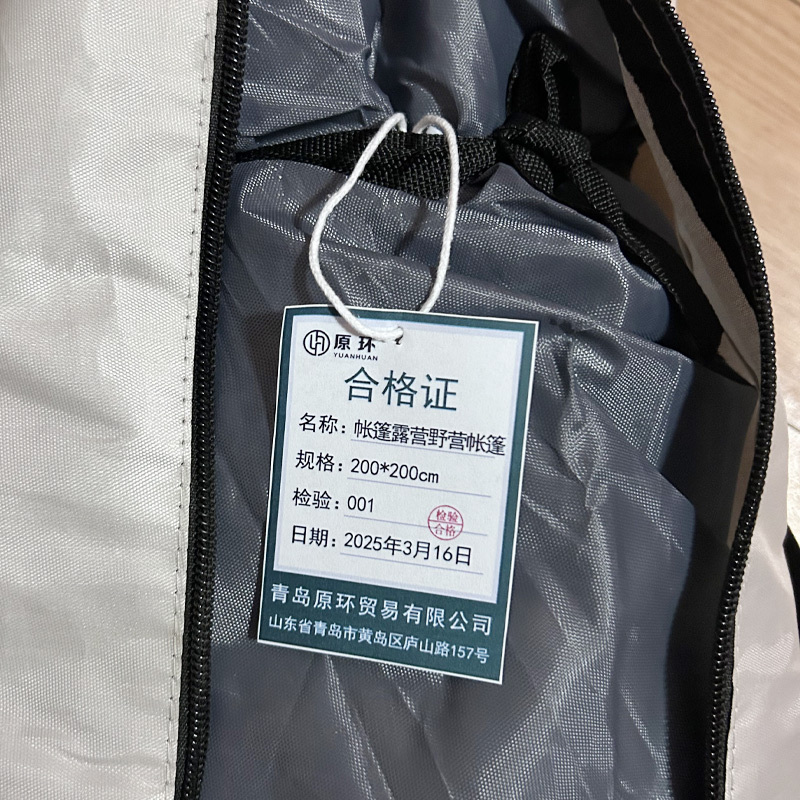 原环
YUANHUAN
合格证
名称：帐篷露营野营帐篷
规格：200*200cm
检验：001
检验
合格
日期：2025年3月16日
青岛原环贸易有限公司
山东省青岛市黄岛区庐山路157号